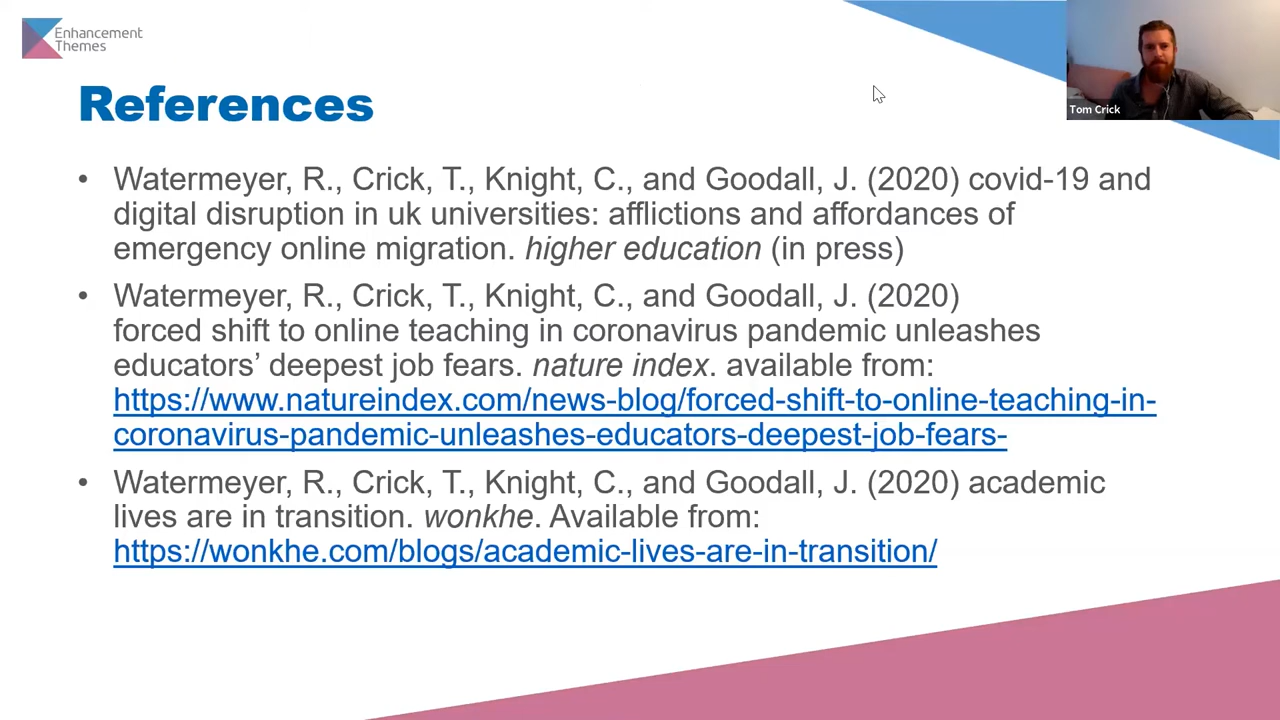 Enhancement
Themes
Tom Crick
References
• Watermeyer, R., Crick, T., Knight, C., and Goodall, J. (2020) covid-19 and
digital disruption in uk universities: afflictions and affordances of
emergency online migration. higher education (in press)
• Watermeyer, R., Crick, T., Knight, C., and Goodall, J. (2020)
forced shift to online teaching in coronavirus pandemic unleashes
educators’ deepest job fears. nature index. available from:
https://www.natureindex.com/news-blog/forced-shift-to-online-teaching-in-
coronavirus-pandemic-unleashes-educators-deepest-job-fears-
• Watermeyer, R., Crick, T., Knight, C., and Goodall, J. (2020) academic
lives are in transition. wonkhe. Available from:
https://wonkhe.com/blogs/academic-lives-are-in-transition/